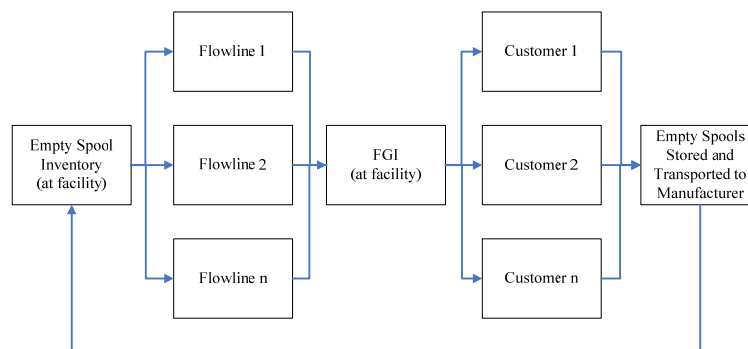 Flowline 1
Customer 1
Empty Spool
Inventory
(at facility)
Flowline 2
FGI
(at facility)
Customer 2
Empty Spools
Stored and
Transported to
Manufacturer
Flowline n
Customer n